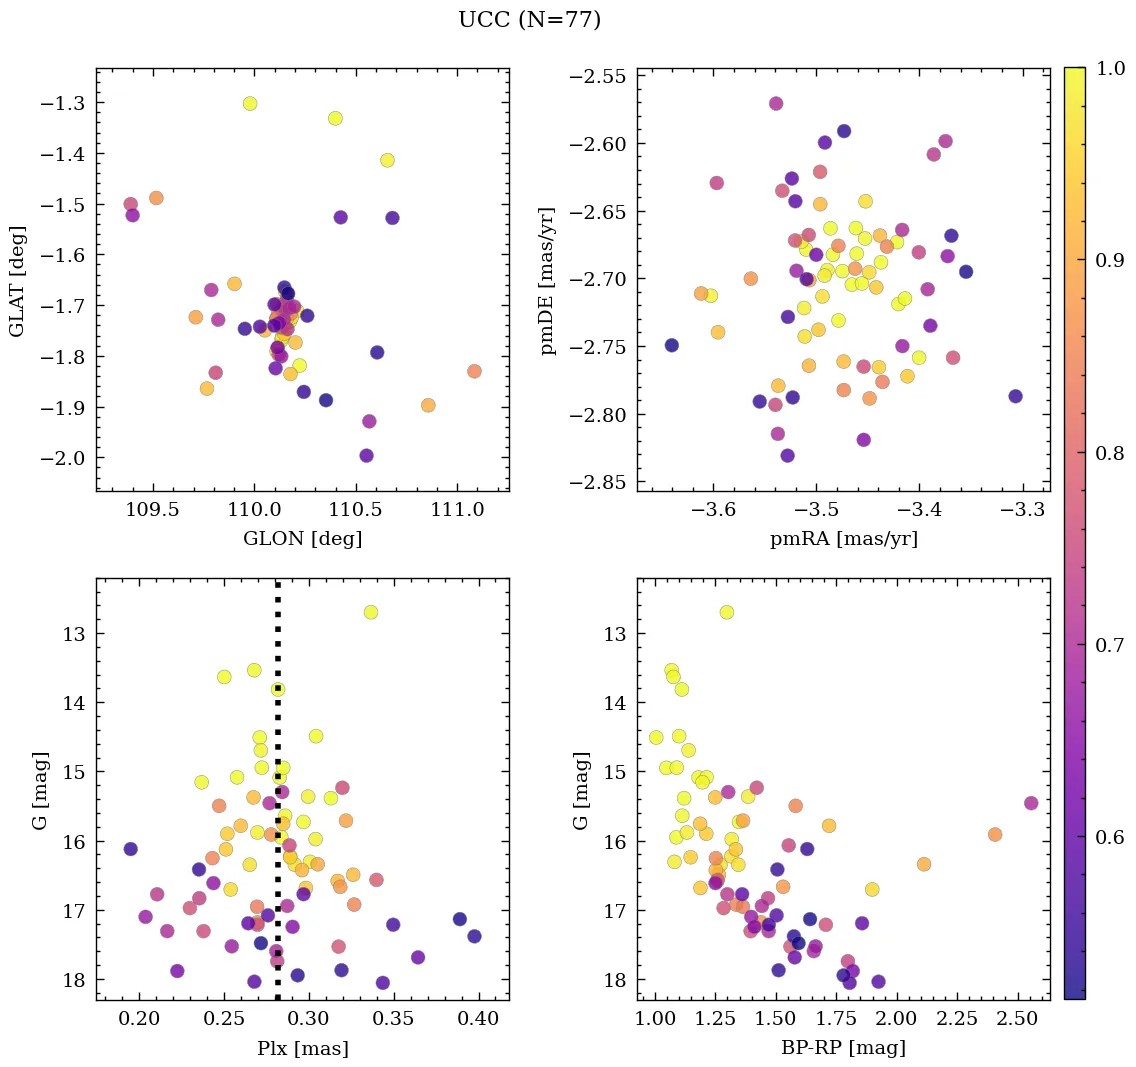 UCC (N=77)
−1.3
−1.4
−1.5
−1.6
−1.7
−1.8
−1.9
−2.0
GLAT [deg]
109.5 110.0 110.5 111.0
GLON [deg]
−2.55
−2.60
−2.65
−2.70
−2.75
−2.80
−2.85
pmDE [mas/yr]
−3.6 −3.5 −3.4 −3.3
pmRA [mas/yr]
13
14
15
16
17
18
G [mag]
0.20 0.25 0.30 0.35 0.40
Plx [mas]
13
14
15
16
17
18
G [mag]
1.00 1.25 1.50 1.75 2.00 2.25 2.50
BP-RP [mag]
1.0
0.9
0.8
0.7
0.6